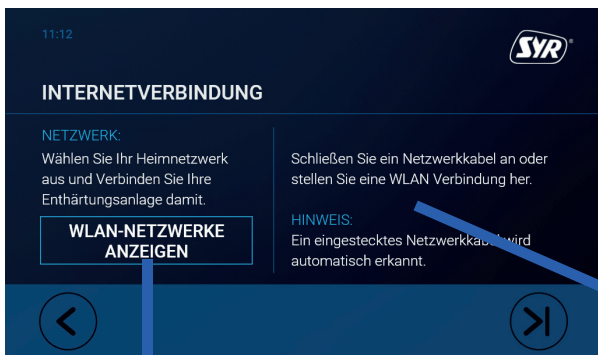 11:12
SYR
INTERNETVERBINDUNG
NETZWERK:
Wählen Sie Ihr Heimnetzwerk
aus und Verbinden Sie Ihre
Enthärtungsanlage damit.
WLAN-NETZWERKE
ANZEIGEN
Schließen Sie ein Netzwerkkabel an oder
stellen Sie eine WLAN Verbindung her.
HINWEIS:
Ein eingestecktes Netzwerkkabel wird
automatisch erkannt.